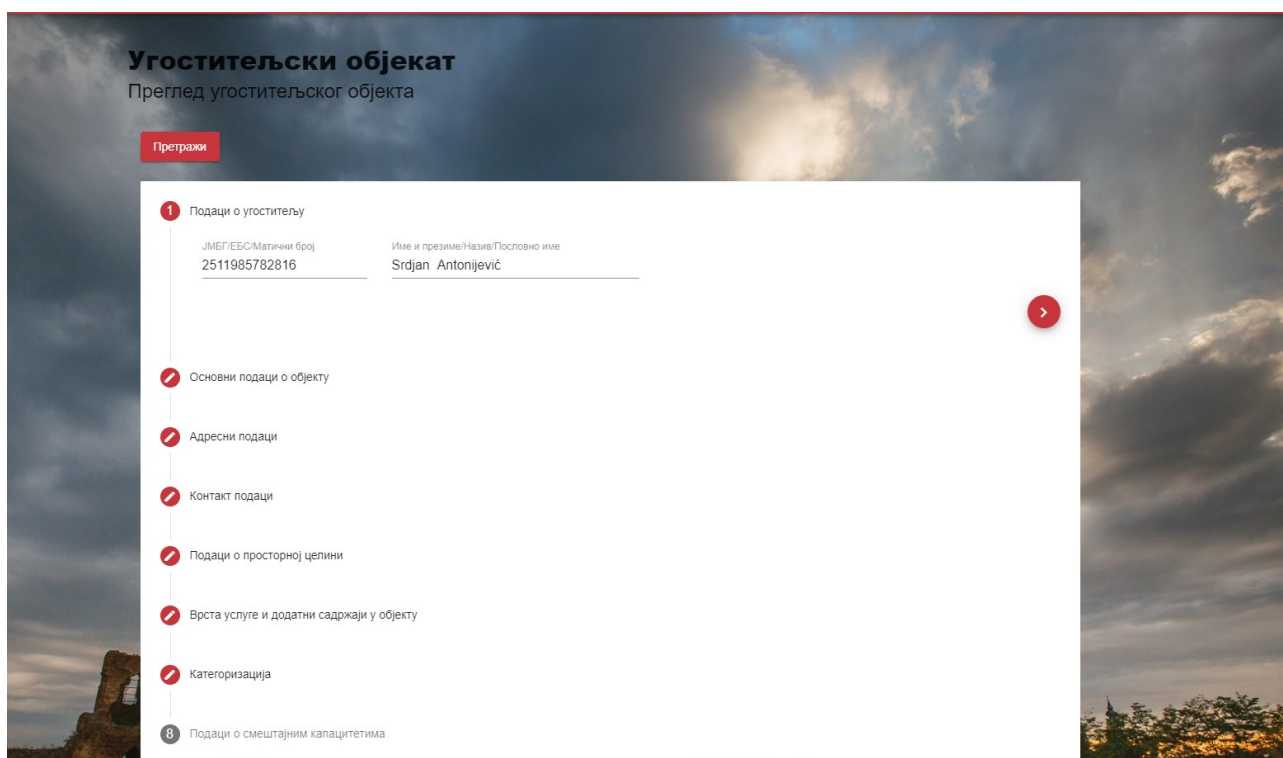 Угоститељски објекат
Преглед угоститељског објекта
Претражи
1 Подаци о угоститељу
ЈМБГ/ЕБС/Матични број Име и презиме/Назив/Пословно име
2511985782816 Srdjan Antonijević
Основни подаци о објекту
Адресни подаци
Контакт подаци
Подаци о просторној целини
Врста услуге и додатни садржаји у објекту
Категоризација
8 Подаци о смештајним капацитетима